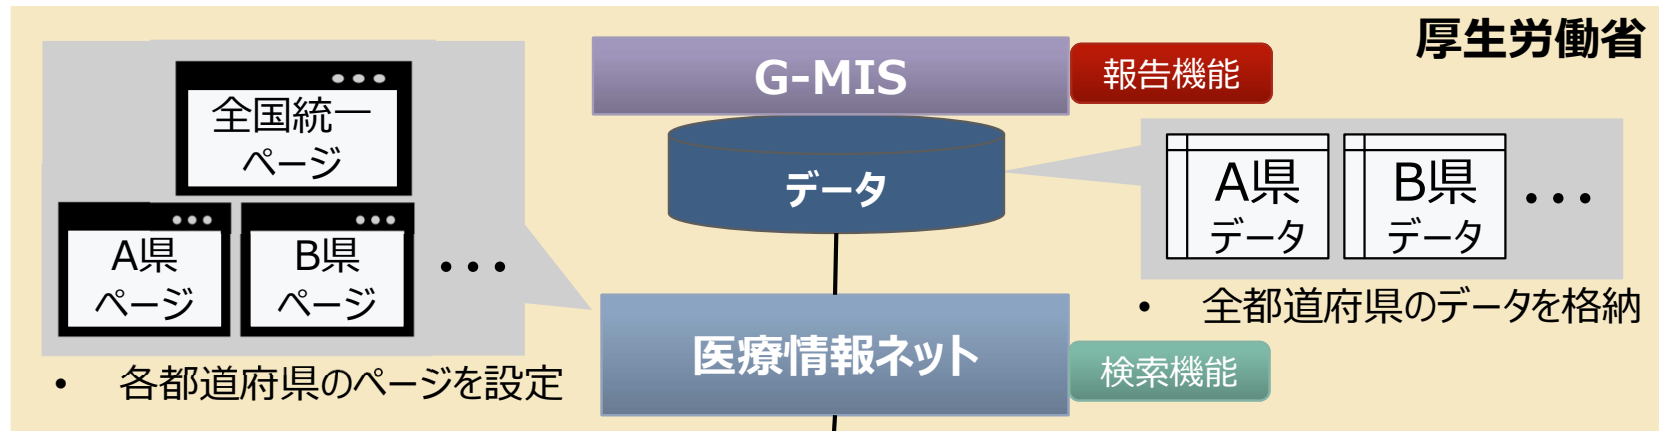 厚生労働省
G-MIS
報告機能
全国統一
ページ
A県
ページ
B県
ページ
・・・
• 各都道府県のページを設定
データ
A県
データ
B県
データ
・・・
• 全都道府県のデータを格納
医療情報ネット
検索機能